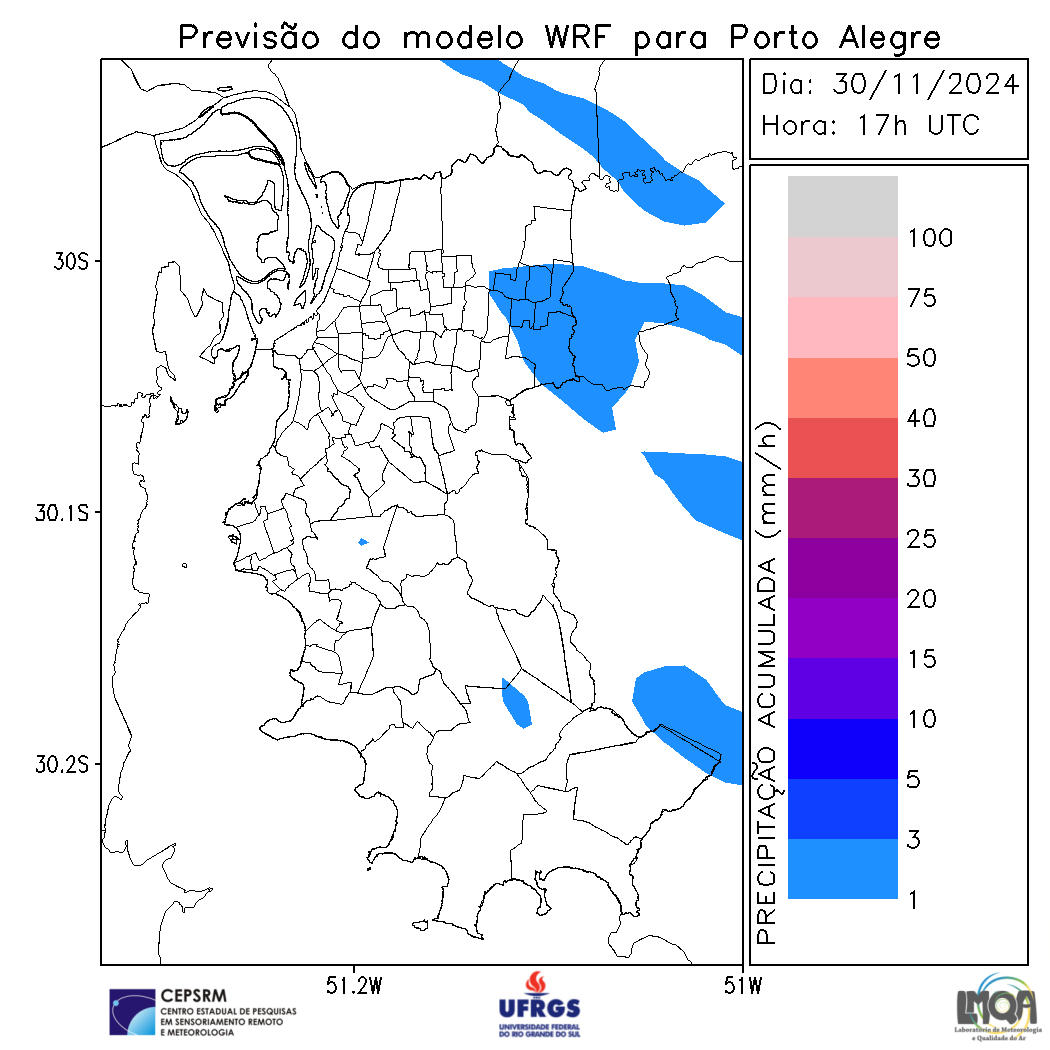 Previsão do modelo WRF para Porto Alegre
Dia: 30/11/2024
Hora: 17h UTC
100
75
50
40
30
25
20
15
10
5
3
1
PRECIPITAÇÃO ACUMULADA (mm/h)
30S
30.1S
30.2S
51.2W
51W
CEPSRM
CENTRO ESTADUAL DE PESQUISAS
EM SENSORIAMENTO REMOTO
E METEOROLOGIA
UFRGS
UNIVERSIDADE FEDERAL
DO RIO GRANDE DO SUL
LMQA
Laboratório de Meteorologia
e Qualidade do Ar